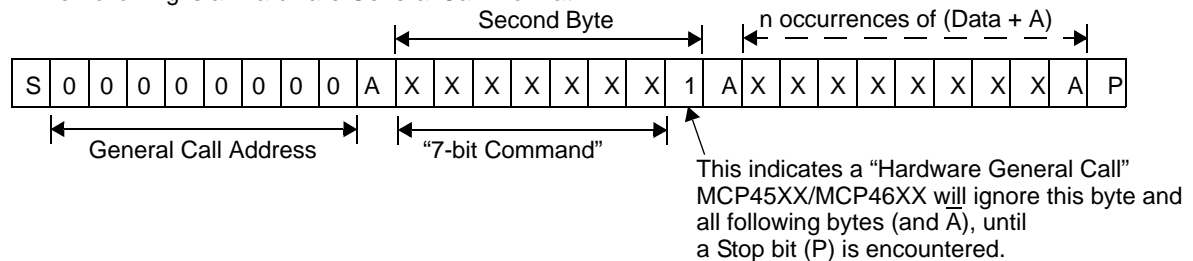 Second Byte
n occurrences of (Data + A)
S 0 0 0 0 0 0 0 0 A X X X X X X X 1 A X X X X X X X X A P
General Call Address
“7-bit Command”
This indicates a “Hardware General Call”
MCP45XX/MCP46XX will ignore this byte and
all following bytes (and A̅), until
a Stop bit (P) is encountered.